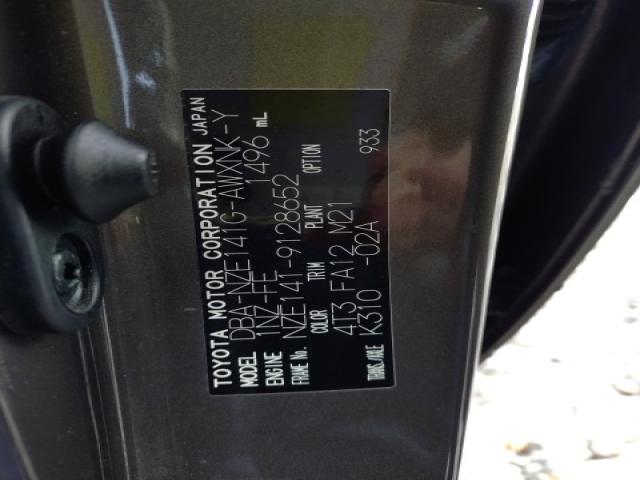 TOYOTA MOTOR CORPORATION JAPAN
MODEL DBA-NZE141G-AWXNK-Y
ENGINE 1NZ-FE 1496 mL
FRAME No. NZE141-9128652
COLOR TRIM PLANT OPTION
4T3 FA12 M21 933
TRANS/AXLE K310 -02A